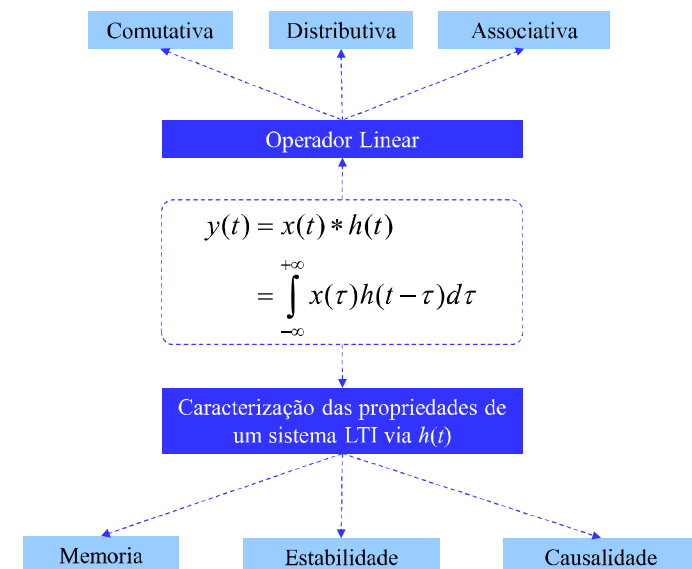 Comutativa Distributiva Associativa
Operador Linear
y(t) = x(t) * h(t)
= ∫_{-∞}^{+∞} x(τ)h(t − τ)dτ
Caracterização das propriedades de
um sistema LTI via h(t)
Memoria Estabilidade Causalidade